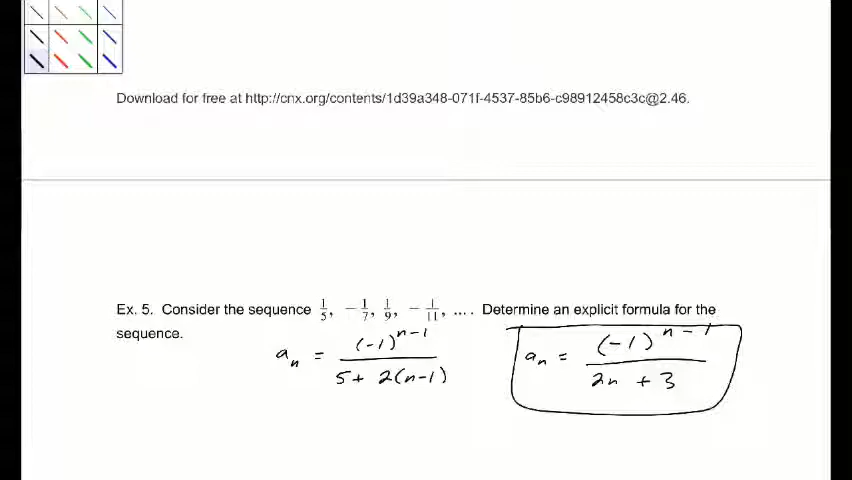 Download for free at http://cnx.org/contents/1d39a348-071f-4537-85b6-c98912458c3c@2.46.
Ex. 5. Consider the sequence 1/5, −1/7, 1/9, −1/11, .... Determine an explicit formula for the
sequence.
a_n = (-1)^(n-1) / (5 + 2(n-1))
a_n = (-1)^(n-1) / (2n + 3)